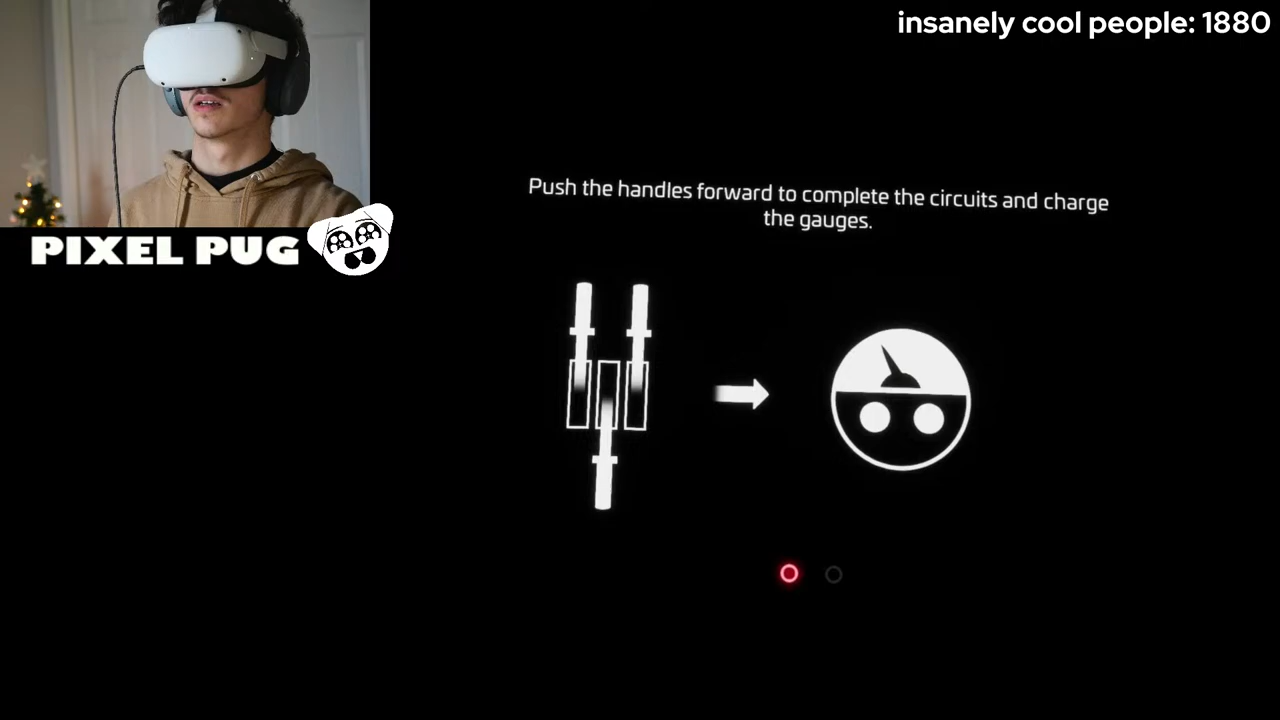 insanely cool people: 1880
Push the handles forward to complete the circuits and charge
the gauges.
PIXEL PUG